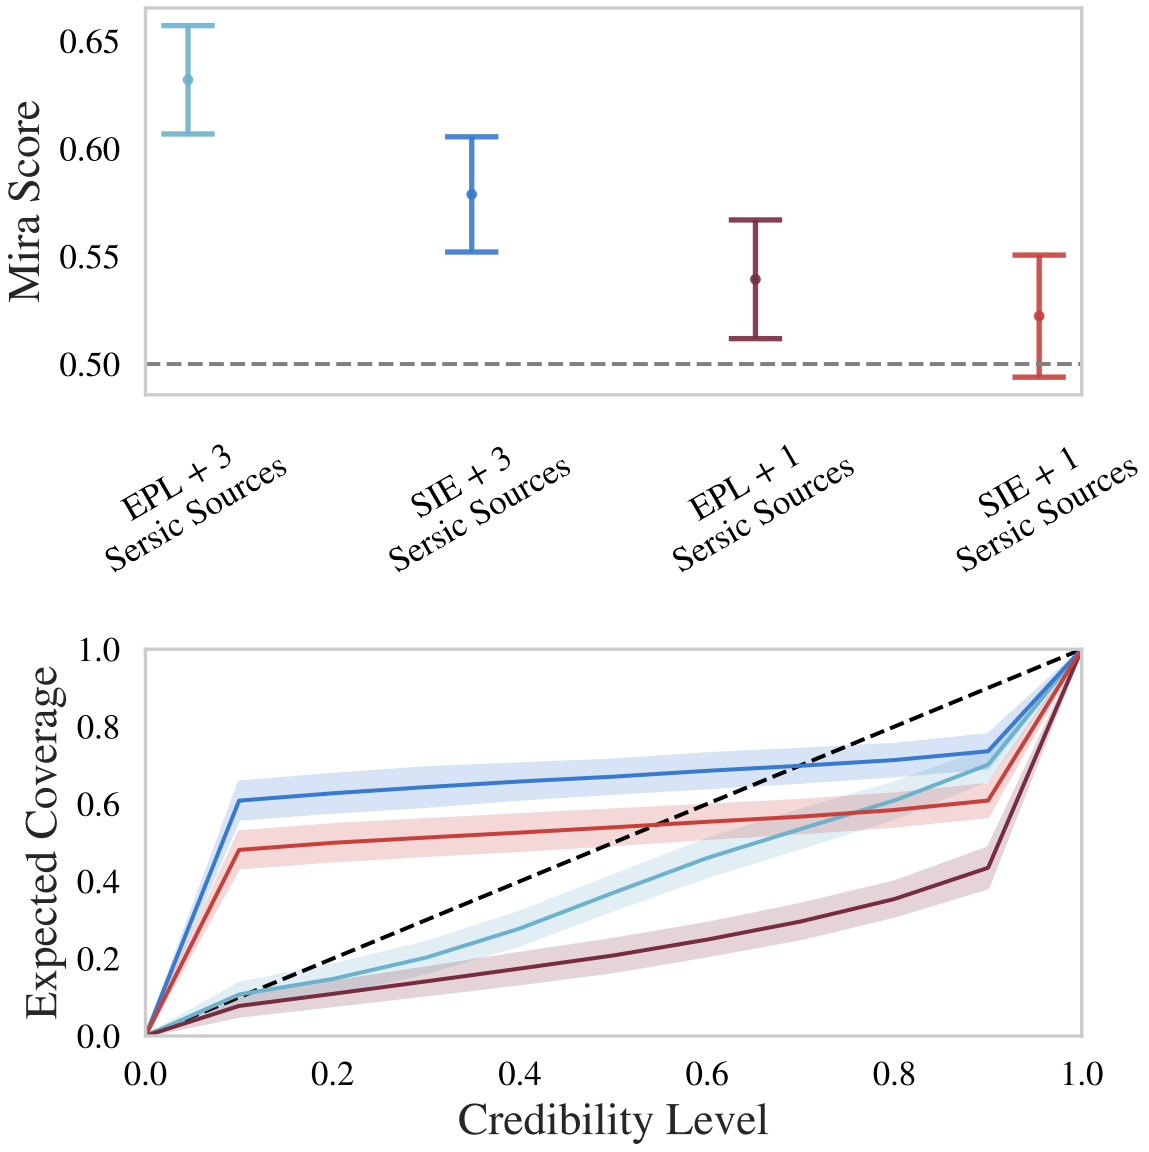 Mira Score
0.65
0.60
0.55
0.50
EPL + 3
Sersic Sources
SIE + 3
Sersic Sources
EPL + 1
Sersic Sources
SIE + 1
Sersic Sources
Expected Coverage
1.0
0.8
0.6
0.4
0.2
0.0
0.0 0.2 0.4 0.6 0.8 1.0
Credibility Level